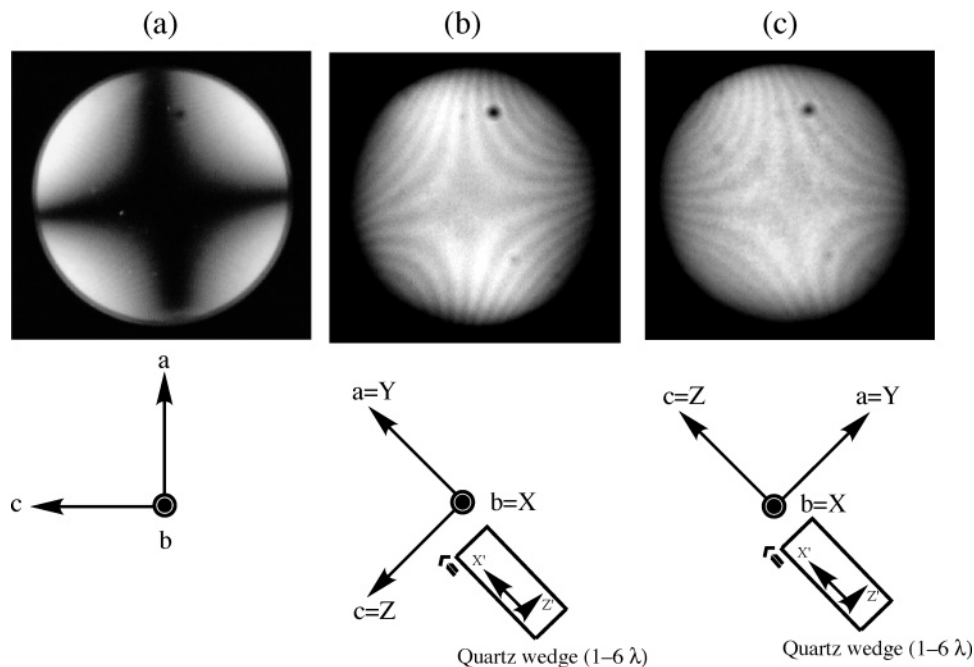 (a)
(b)
(c)
a
c
b
a=Y
b=X
c=Z
X'
Z'
Quartz wedge (1–6 λ)
c=Z
a=Y
b=X
X'
Z'
Quartz wedge (1–6 λ)